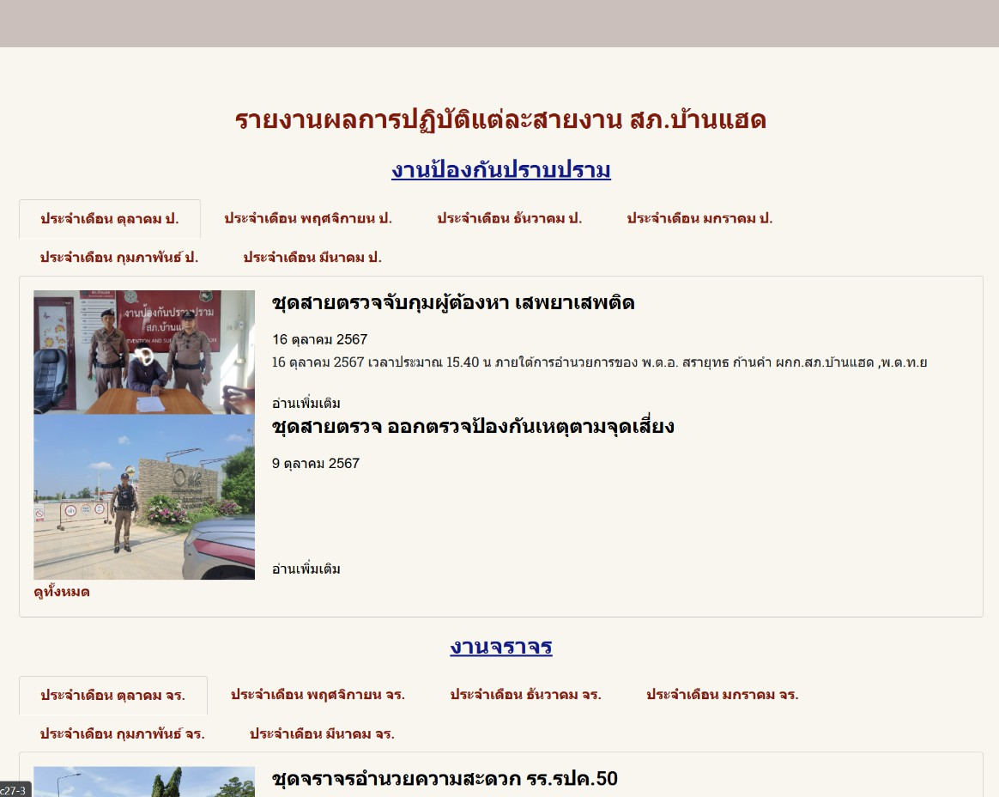 รายงานผลการปฏิบัติแต่ละสายงาน สภ.บ้านแฮด
งานป้องกันปราบปราม
ประจำเดือน ตุลาคม ป.
ประจำเดือน พฤศจิกายน ป.
ประจำเดือน ธันวาคม ป.
ประจำเดือน มกราคม ป.
ประจำเดือน กุมภาพันธ์ ป.
ประจำเดือน มีนาคม ป.
งานป้องกันปราบปราม
ชุดสายตรวจจับกุมผู้ต้องหา เสพยาเสพติด
16 ตุลาคม 2567
16 ตุลาคม 2567 เวลาประมาณ 15.40 น ภายใต้การอำนวยการของ พ.ต.อ. สรายุทธ ก้านคำ ผกก.สภ.บ้านแฮด ,พ.ต.ท.ย
อ่านเพิ่มเติม
ชุดสายตรวจ ออกตรวจป้องกันเหตุตามจุดเสี่ยง
9 ตุลาคม 2567
อ่านเพิ่มเติม
ดูทั้งหมด
งานจราจร
ประจำเดือน ตุลาคม จร.
ประจำเดือน พฤศจิกายน จร.
ประจำเดือน ธันวาคม จร.
ประจำเดือน มกราคม จร.
ประจำเดือน กุมภาพันธ์ จร.
ประจำเดือน มีนาคม จร.
ชุดจราจรอำนวยความสะดวก รร.รปค.50
c27-3